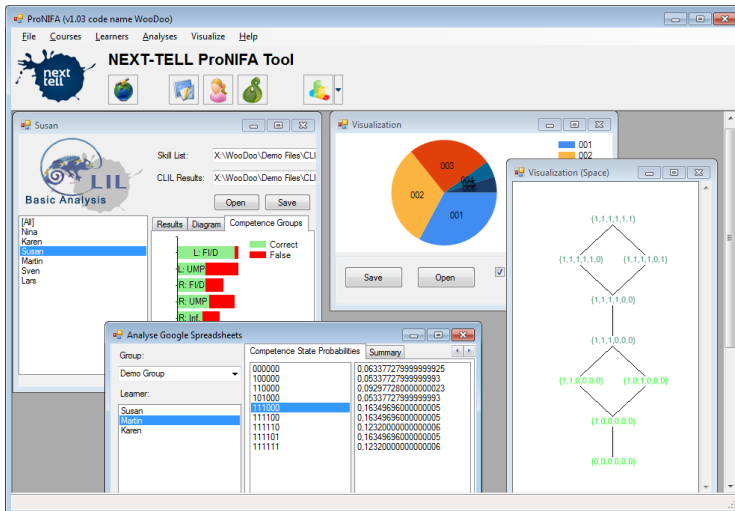 ProNIFA (v1.03 code name WooDoo)
File Courses Learners Analyses Visualize Help
next tell
NEXT-TELL ProNIFA Tool
Susan
LIL
Basic Analysis
Skill List: X:\WooDoo\Demo Files\CLI
CLIL Results: X:\WooDoo\Demo Files\CLI
Open Save
[All]
Nina
Karen
Susan
Martin
Sven
Lars
Results Diagram Competence Groups
Correct
False
L: FI/D
L: UMP
R: FI/D
R: UMP
R: Inf.
Visualization
001
002
003
002
001
Save Open
Visualization (Space)
{1,1,1,1,1,1}
{1,1,1,1,1,0} {1,1,1,1,0,1}
{1,1,1,1,0,0}
{1,1,1,0,0,0}
{1,1,0,0,0,0} {1,0,1,0,0,0}
{1,0,0,0,0,0}
{0,0,0,0,0,0}
Analyse Google Spreadsheets
Group:
Demo Group
Learner:
Susan
Martin
Karen
Competence State Probabilities Summary
000000 0,063377279999999925
100000 0,05337727999999993
110000 0,09297728000000023
101000 0,05337727999999993
111000 0,16349696000000005
111100 0,16349696000000005
111110 0,12320000000000006
111101 0,16349696000000005
111111 0,12320000000000006